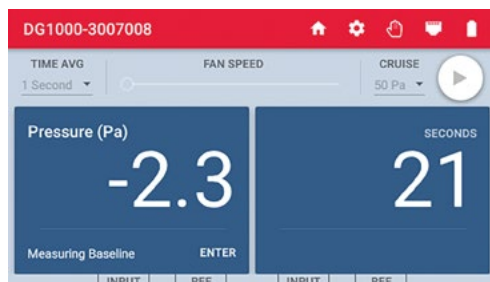 DG1000-3007008
TIME AVG FAN SPEED CRUISE
1 Second 50 Pa
Pressure (Pa) SECONDS
-2.3 21
Measuring Baseline ENTER
INPUT REF INPUT REF